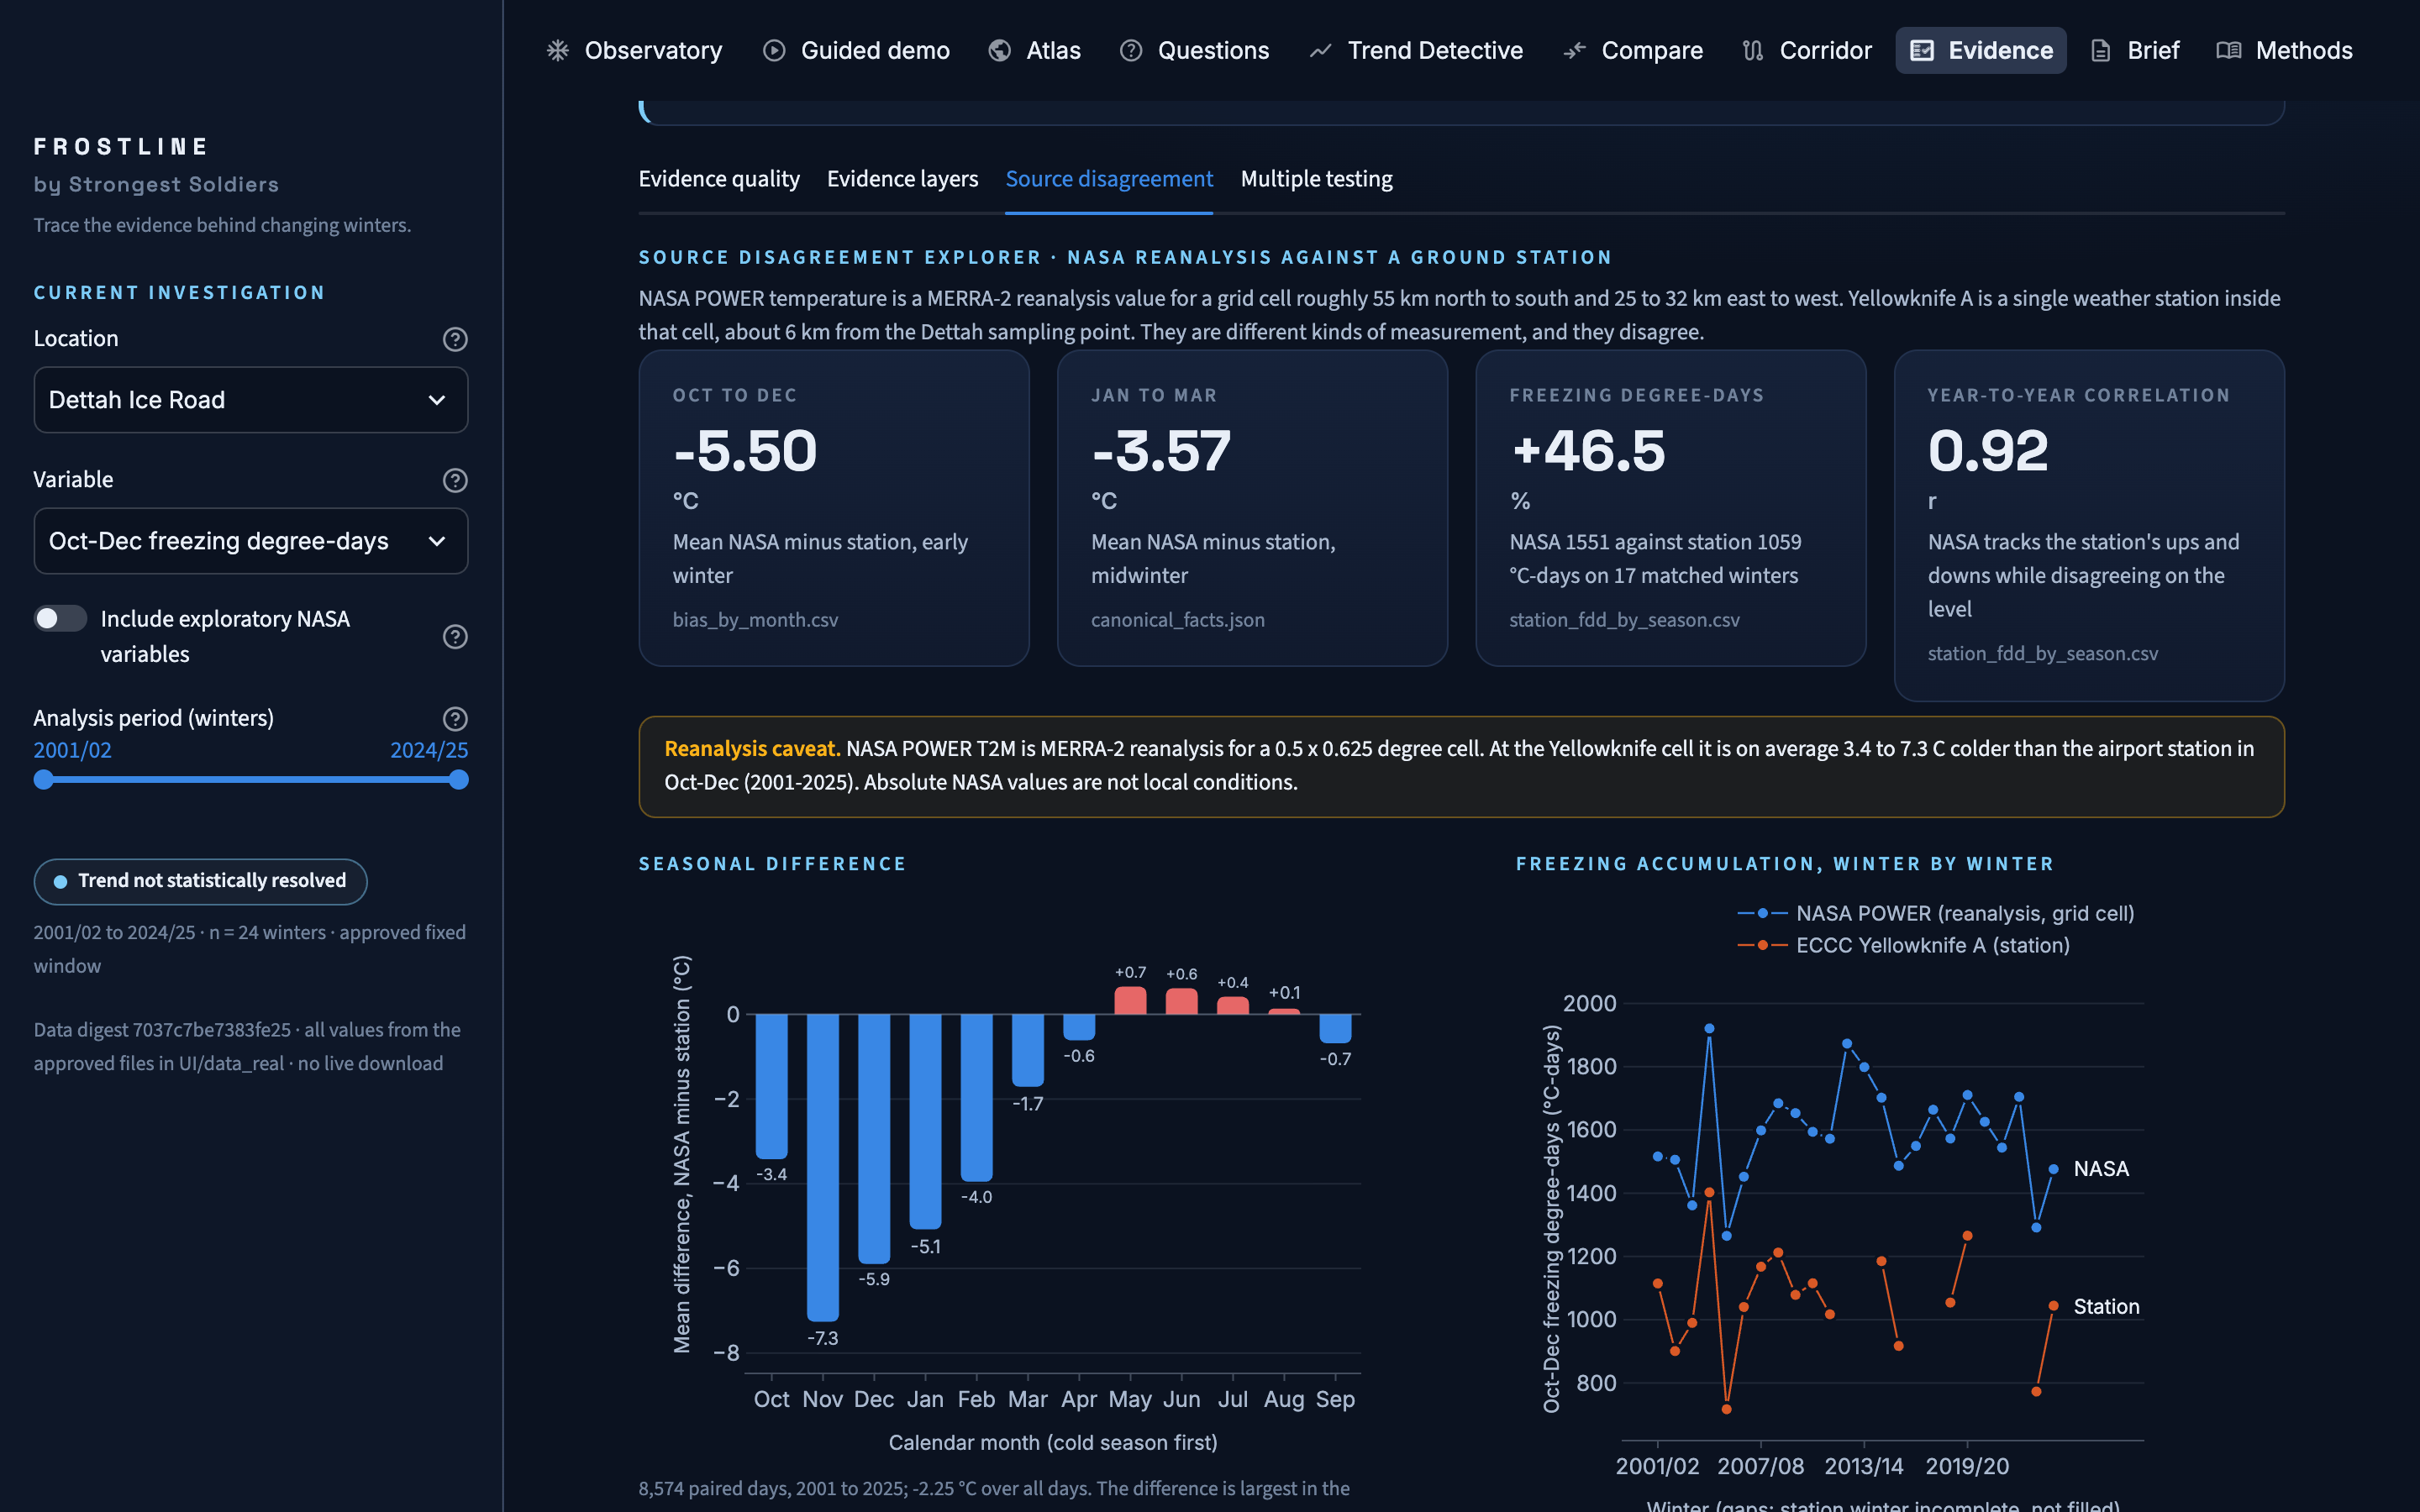 Observatory
Guided demo
Atlas
Questions
Trend Detective
Compare
Corridor
Evidence
Brief
Methods
FROSTLINE
by Strongest Soldiers
Trace the evidence behind changing winters.
CURRENT INVESTIGATION
Location
Dettah Ice Road
Variable
Oct-Dec freezing degree-days
Include exploratory NASA
variables
Analysis period (winters)
2001/02 2024/25
Trend not statistically resolved
2001/02 to 2024/25 · n = 24 winters · approved fixed
window
Data digest 7037c7be7383fe25 · all values from the
approved files in UI/data_real · no live download
Evidence quality
Evidence layers
Source disagreement
Multiple testing
SOURCE DISAGREEMENT EXPLORER · NASA REANALYSIS AGAINST A GROUND STATION
NASA POWER temperature is a MERRA-2 reanalysis value for a grid cell roughly 55 km north to south and 25 to 32 km east to west. Yellowknife A is a single weather station inside
that cell, about 6 km from the Dettah sampling point. They are different kinds of measurement, and they disagree.
OCT TO DEC
-5.50
°C
Mean NASA minus station, early
winter
bias_by_month.csv
JAN TO MAR
-3.57
°C
Mean NASA minus station,
midwinter
canonical_facts.json
FREEZING DEGREE-DAYS
+46.5
%
NASA 1551 against station 1059
°C-days on 17 matched winters
station_fdd_by_season.csv
YEAR-TO-YEAR CORRELATION
0.92
r
NASA tracks the station's ups and
downs while disagreeing on the
level
station_fdd_by_season.csv
Reanalysis caveat. NASA POWER T2M is MERRA-2 reanalysis for a 0.5 x 0.625 degree cell. At the Yellowknife cell it is on average 3.4 to 7.3 C colder than the airport station in
Oct-Dec (2001-2025). Absolute NASA values are not local conditions.
SEASONAL DIFFERENCE
Mean difference, NASA minus station (°C)
0
−2
−4
−6
−8
-3.4
-7.3
-5.9
-5.1
-4.0
-1.7
-0.6
+0.7
+0.6
+0.4
+0.1
-0.7
Oct Nov Dec Jan Feb Mar Apr May Jun Jul Aug Sep
Calendar month (cold season first)
8,574 paired days, 2001 to 2025; -2.25 °C over all days. The difference is largest in the
FREEZING ACCUMULATION, WINTER BY WINTER
NASA POWER (reanalysis, grid cell)
ECCC Yellowknife A (station)
Oct-Dec freezing degree-days (°C-days)
2000
1800
1600
1400
1200
1000
800
NASA
Station
2001/02 2007/08 2013/14 2019/20
Winter (gaps: station winter incomplete, not filled)